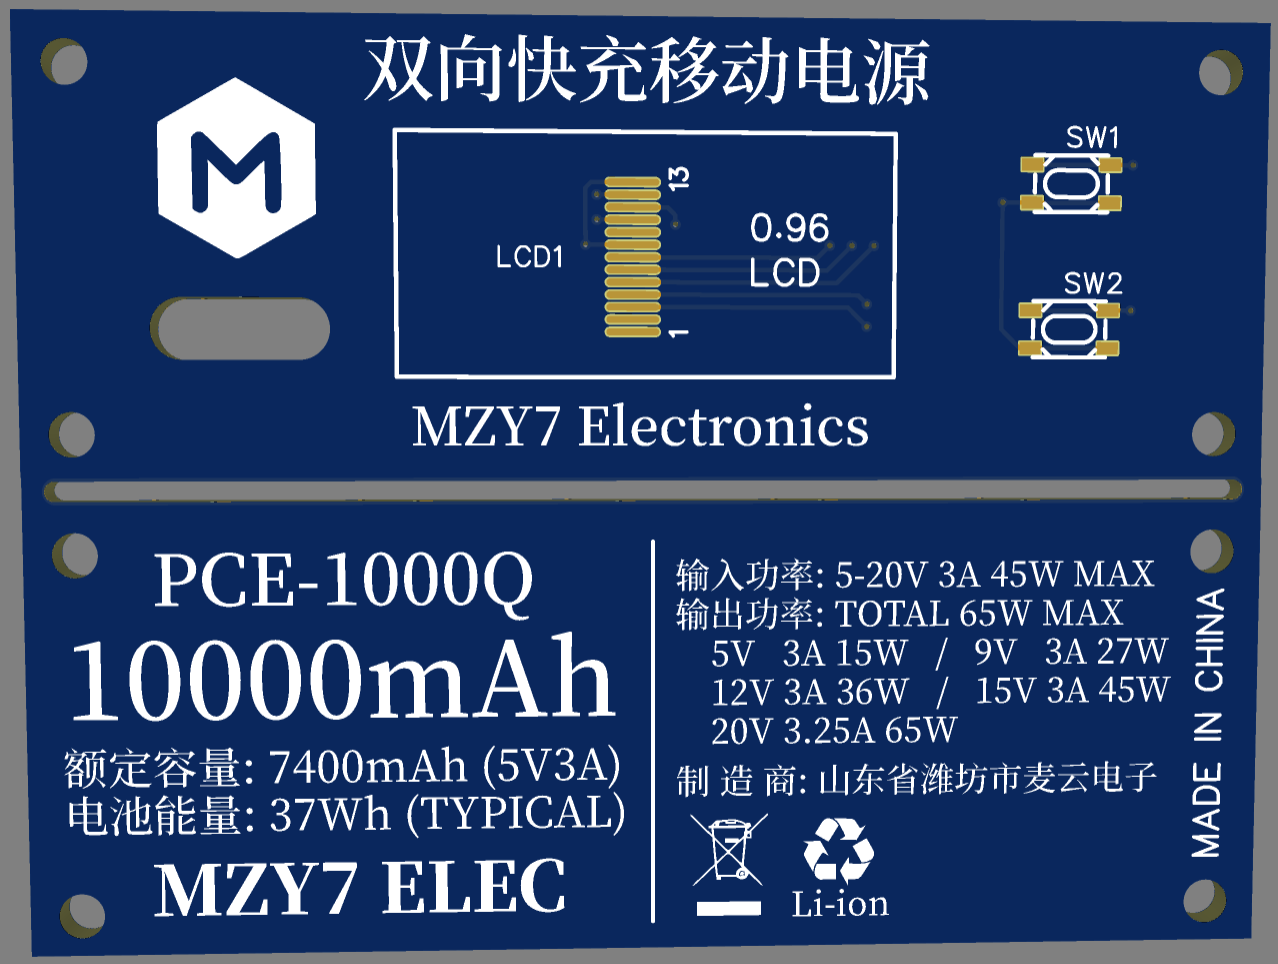 双向快充移动电源
M
SW1
13
0.96
LCD1
LCD
SW2
1
MZY7 Electronics
PCE-1000Q
10000mAh
额定容量: 7400mAh (5V3A)
电池能量: 37Wh (TYPICAL)
MZY7 ELEC
输入功率: 5-20V 3A 45W MAX
输出功率: TOTAL 65W MAX
5V 3A 15W / 9V 3A 27W
12V 3A 36W / 15V 3A 45W
20V 3.25A 65W
制 造 商: 山东省潍坊市麦云电子
Li-ion
MADE IN CHINA